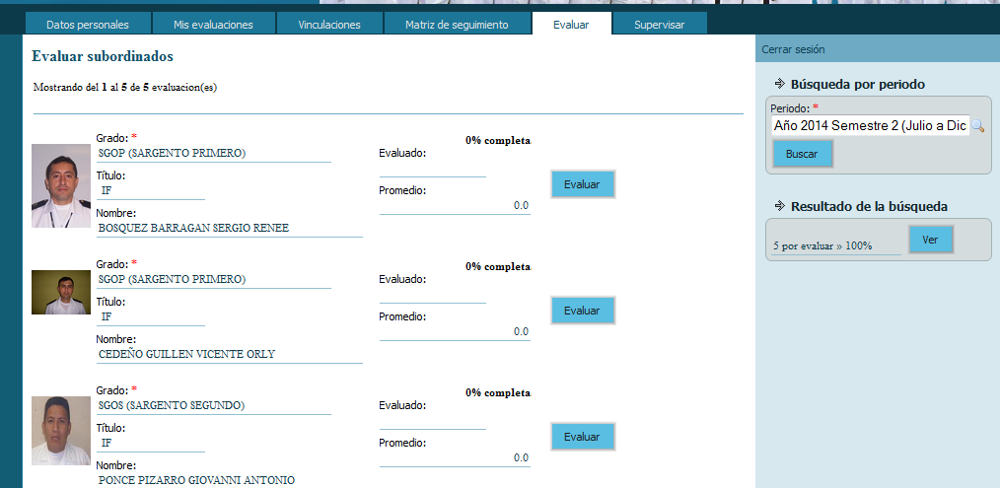 Datos personales Mis evaluaciones Vinculaciones Matriz de seguimiento Evaluar Supervisar
Evaluar subordinados
Mostrando del 1 al 5 de 5 evaluacion(es)
Grado: *
SGOP (SARGENTO PRIMERO)
Título:
IF
Nombre:
BOSQUEZ BARRAGAN SERGIO RENEE
0% completa
Evaluado:
Promedio:
0.0
Evaluar
Grado: *
SGOP (SARGENTO PRIMERO)
Título:
IF
Nombre:
CEDEÑO GUILLEN VICENTE ORLY
0% completa
Evaluado:
Promedio:
0.0
Evaluar
Grado: *
SGOS (SARGENTO SEGUNDO)
Título:
IF
Nombre:
PONCE PIZARRO GIOVANNI ANTONIO
0% completa
Evaluado:
Promedio:
0.0
Evaluar
Cerrar sesión
Búsqueda por periodo
Periodo: *
Año 2014 Semestre 2 (Julio a Dic
Buscar
Resultado de la búsqueda
5 por evaluar » 100% Ver